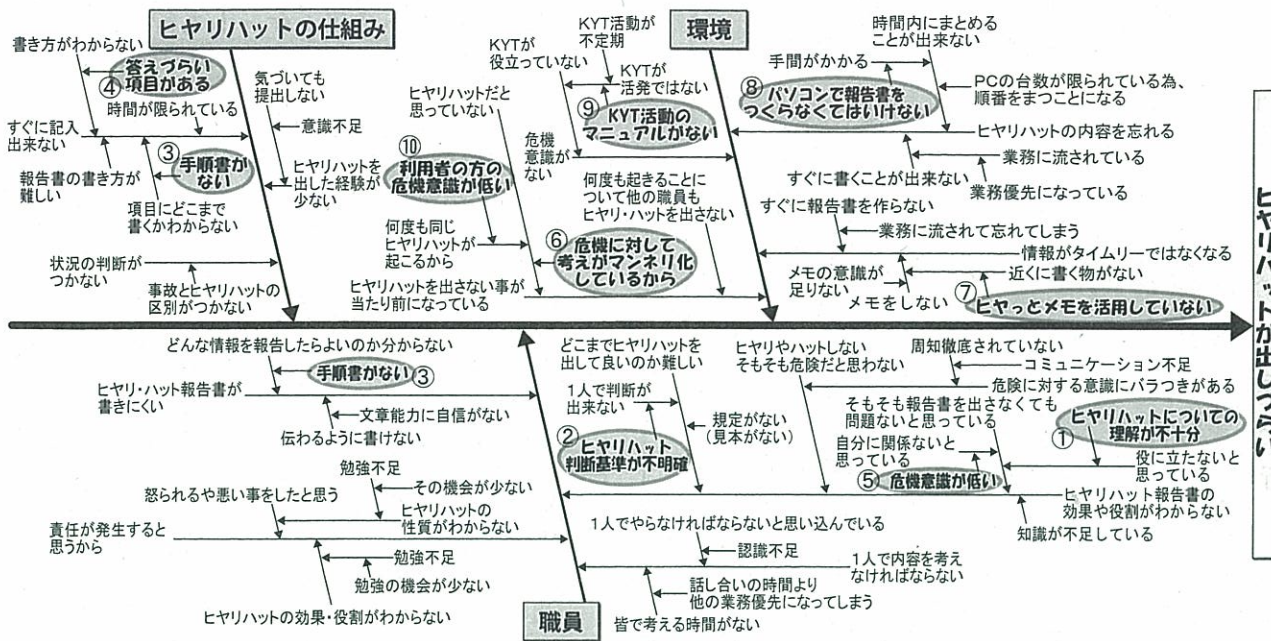 ヒヤリハットの仕組み
書き方がわからない
④
答えづらい
項目がある
時間が限られている
すぐに記入
出来ない
③
手順書が
ない
報告書の書き方が
難しい
項目にどこまで
書くかわからない
気づいても
提出しない
意識不足
ヒヤリハットを
出した経験が
少ない
状況の判断が
つかない
事故とヒヤリハットの
区別がつかない
環境
KYT活動が
不定期
KYTが
役立っていない
KYTが
活発ではない
⑨
KYT活動の
マニュアルがない
危機
意識が
ない
ヒヤリハットだと
思っていない
⑩
利用者の方の
危機意識が低い
何度も同じ
ヒヤリハットが
起こるから
何度も起きることに
ついて他の職員も
ヒヤリ・ハットを出さない
⑥
危機に対して
考えがマンネリ化
しているから
ヒヤリハットを出さない事が
当たり前になっている
時間内にまとめる
ことが出来ない
手間がかかる
⑧
パソコンで報告書を
つくらなくてはいけない
PCの台数が限られている為、
順番をまつことになる
ヒヤリハットの内容を忘れる
業務に流されている
すぐに書くことが出来ない
業務優先になっている
すぐに報告書を作らない
業務に流されて忘れてしまう
情報がタイムリーではなくなる
メモの意識が
足りない
近くに書く物がない
メモをしない
⑦
ヒヤっとメモを活用していない
ヒヤリハットが出しづらい
どんな情報を報告したらよいのか分からない
手順書がない
③
ヒヤリ・ハット報告書が
書きにくい
文章能力に自信がない
伝わるように書けない
勉強不足
怒られるや悪い事をしたと思う
その機会が少ない
ヒヤリハットの
性質がわからない
責任が発生すると
思うから
勉強不足
勉強の機会が少ない
ヒヤリハットの効果・役割がわからない
職員
どこまでヒヤリハットを
出して良いのか難しい
1人で判断が
出来ない
規定がない
(見本がない)
②
ヒヤリハット
判断基準が不明確
ヒヤリやハットしない
そもそも危険だと思わない
周知徹底されていない
コミュニケーション不足
危険に対する意識にバラつきがある
そもそも報告書を出さなくても
問題ないと思っている
①
ヒヤリハットについての
理解が不十分
自分に関係ないと
思っている
役に立たないと
思っている
⑤
危機意識が低い
ヒヤリハット報告書の
効果や役割がわからない
知識が不足している
1人でやらなければならないと思い込んでいる
認識不足
1人で内容を考え
なければならない
話し合いの時間より
他の業務優先になってしまう
皆で考える時間がない